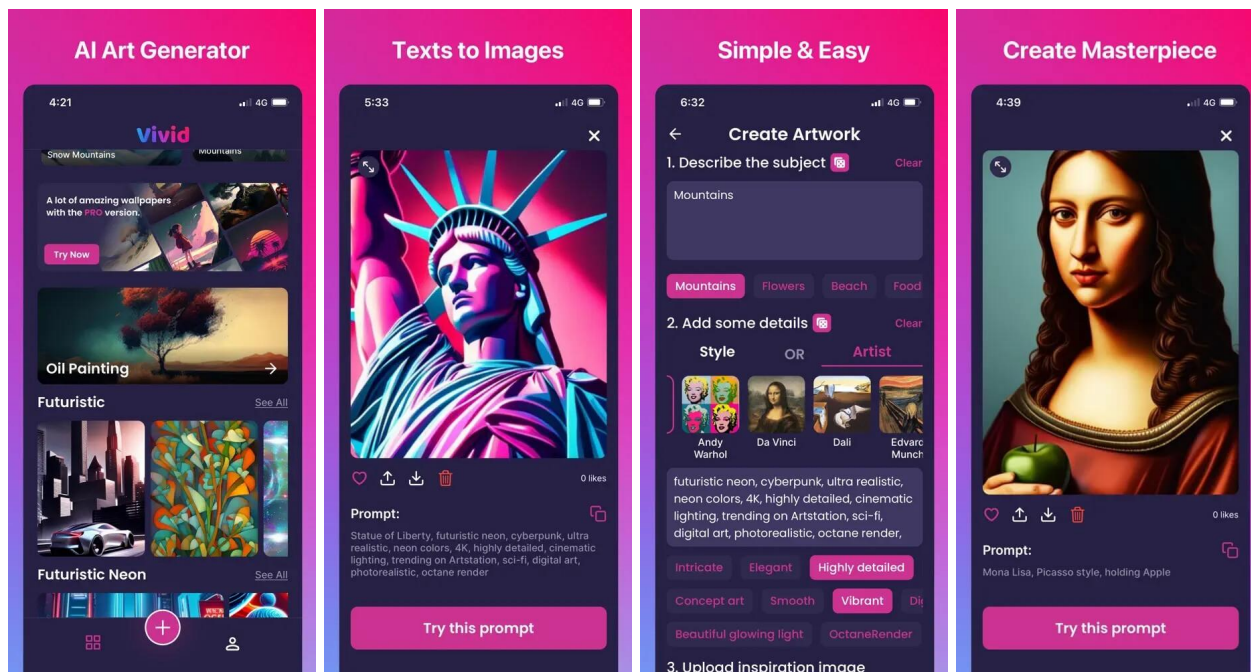 AI Art Generator
4:21
4G
Vivid
Snow Mountains
Mountains
A lot of amazing wallpapers
with the PRO version.
Try Now
Oil Painting
Futuristic
See All
Futuristic Neon
See All
Texts to Images
5:33
4G
0 likes
Prompt:
Statue of Liberty, futuristic neon, cyberpunk, ultra
realistic, neon colors, 4K, highly detailed, cinematic
lighting, trending on Artstation, sci-fi, digital art,
photorealistic, octane render
Try this prompt
Simple & Easy
6:32
4G
Create Artwork
1. Describe the subject
Clear
Mountains
Mountains
Flowers
Beach
Food
2. Add some details
Clear
Style
OR
Artist
Andy
Warhol
Da Vinci
Dali
Edvard
Munch
futuristic neon, cyberpunk, ultra realistic,
neon colors, 4K, highly detailed, cinematic
lighting, trending on Artstation, sci-fi,
digital art, photorealistic, octane render,
Intricate
Elegant
Highly detailed
Concept art
Smooth
Vibrant
Beautiful glowing light
OctaneRender
3. Upload inspiration image
Create Masterpiece
4:39
4G
0 likes
Prompt:
Mona Lisa, Picasso style, holding Apple
Try this prompt